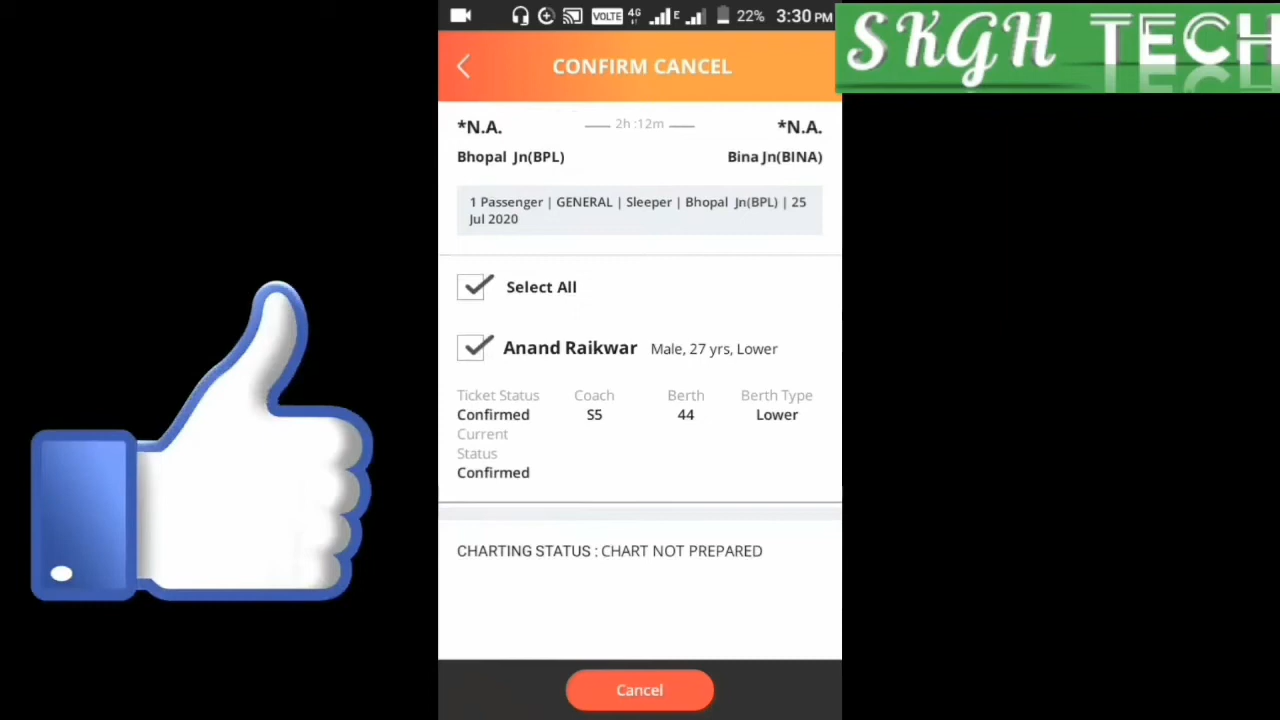 VOLTE 4G E 22% 3:30 PM
SKGH TECH
CONFIRM CANCEL
*N.A. 2h :12m *N.A.
Bhopal Jn(BPL) Bina Jn(BINA)
1 Passenger | GENERAL | Sleeper | Bhopal Jn(BPL) | 25
Jul 2020
Select All
Anand Raikwar Male, 27 yrs, Lower
Ticket Status Coach Berth Berth Type
Confirmed S5 44 Lower
Current
Status
Confirmed
CHARTING STATUS : CHART NOT PREPARED
Cancel